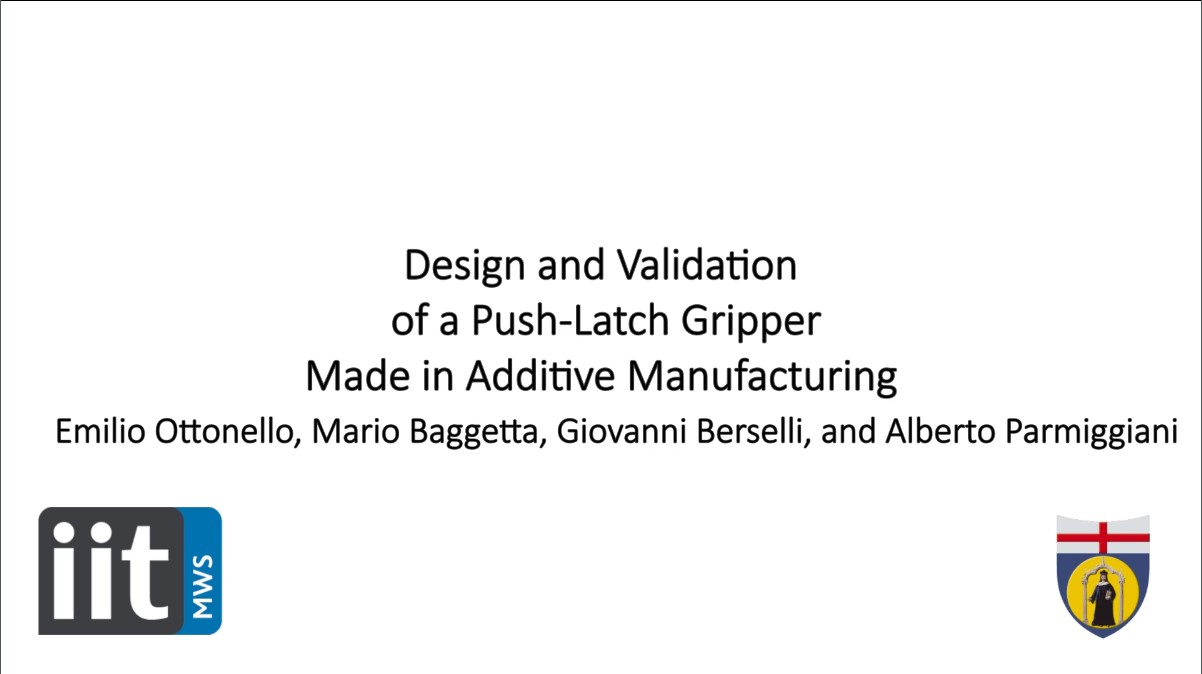 Design and Validation
of a Push-Latch Gripper
Made in Additive Manufacturing
Emilio Ottonello, Mario Baggetta, Giovanni Berselli, and Alberto Parmiggiani
iit
MWS